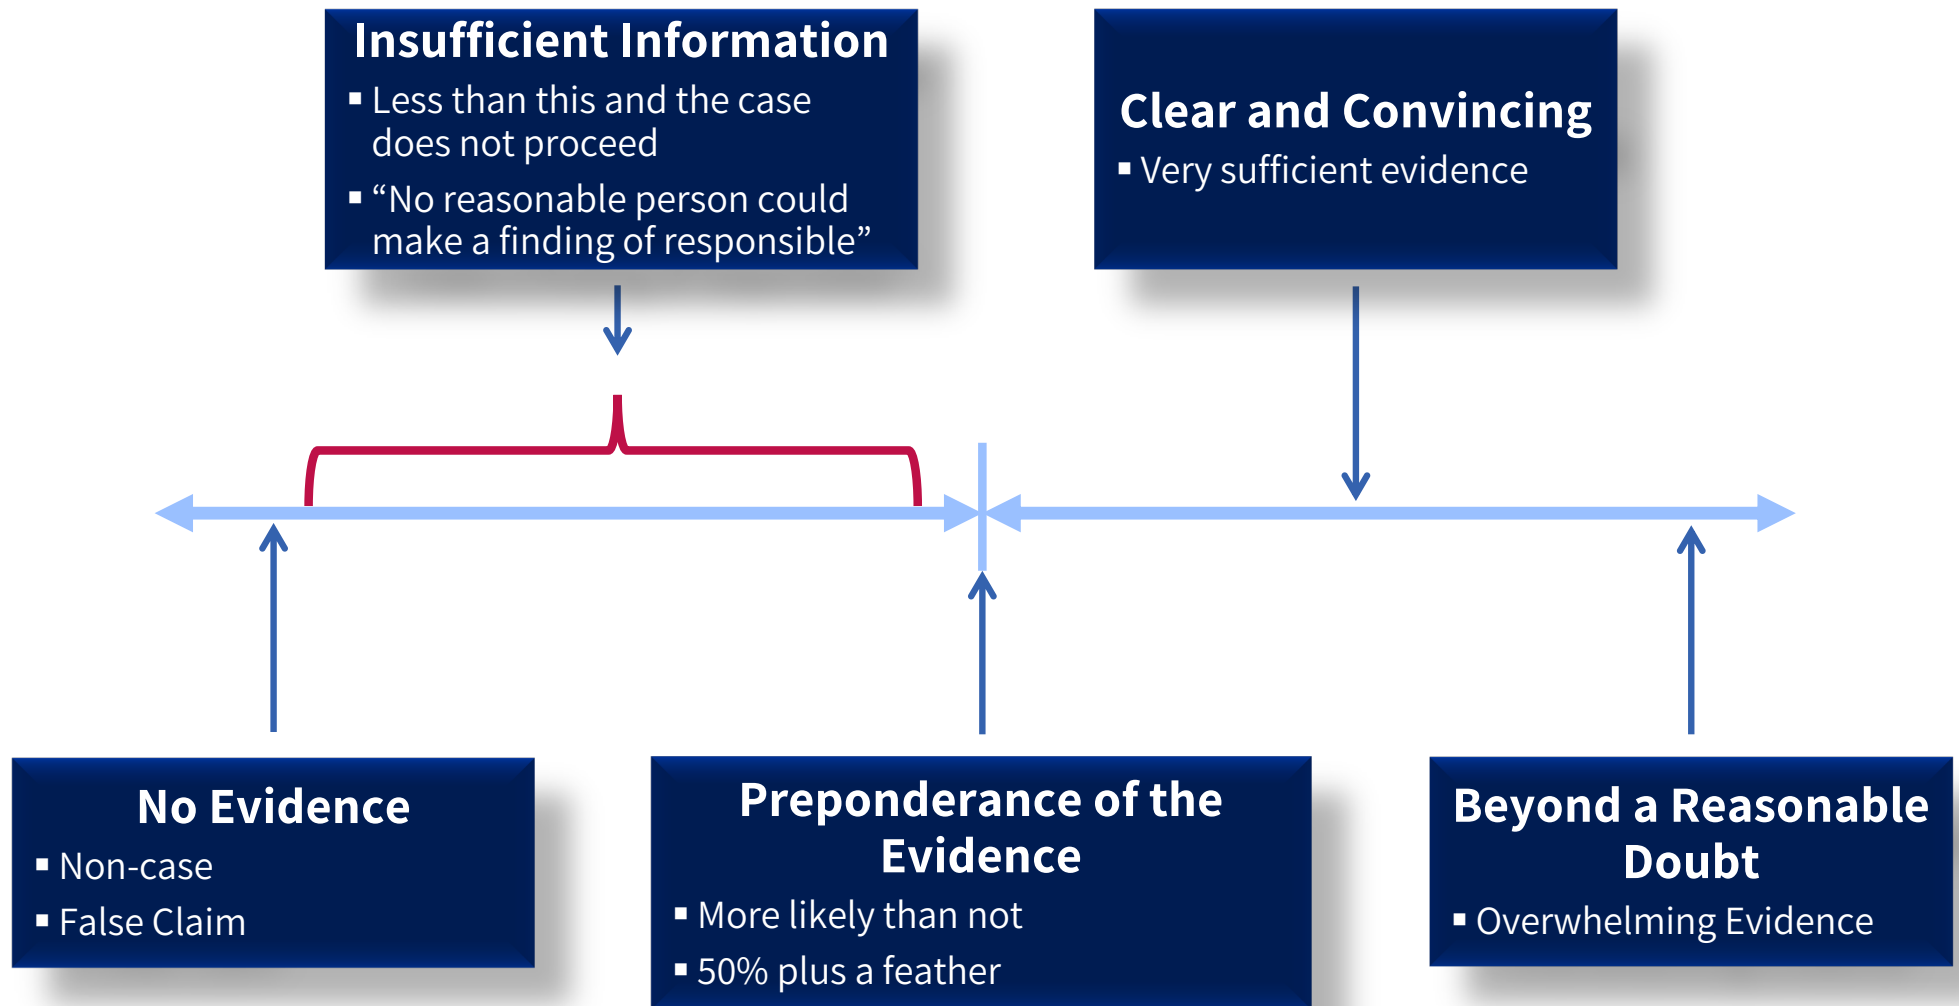 Insufficient Information
▪ Less than this and the case
does not proceed
▪ “No reasonable person could
make a finding of responsible”
Clear and Convincing
▪ Very sufficient evidence
No Evidence
▪ Non-case
▪ False Claim
Preponderance of the
Evidence
▪ More likely than not
▪ 50% plus a feather
Beyond a Reasonable
Doubt
▪ Overwhelming Evidence